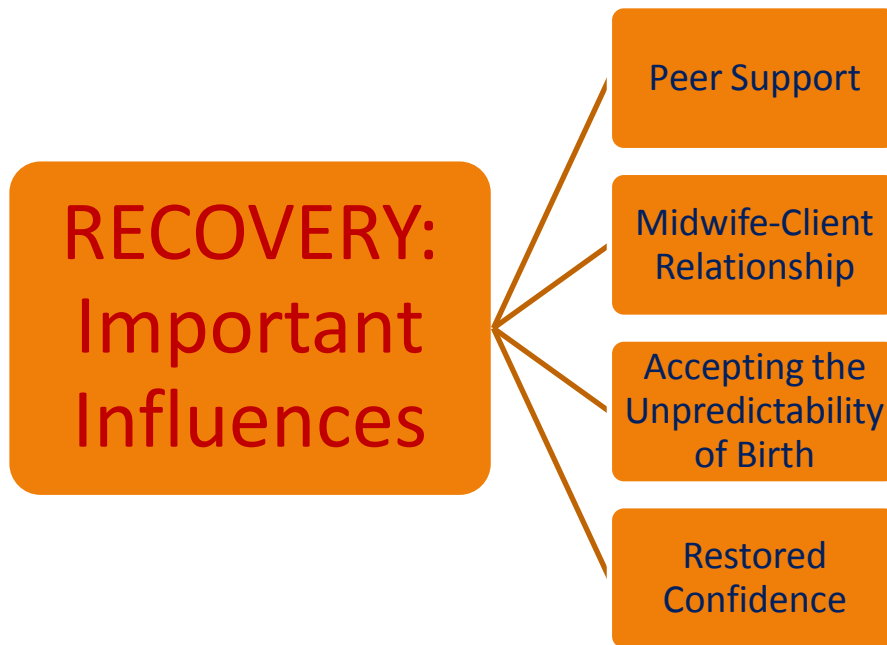 RECOVERY:
Important
Influences
Peer Support
Midwife-Client
Relationship
Accepting the
Unpredictability
of Birth
Restored
Confidence